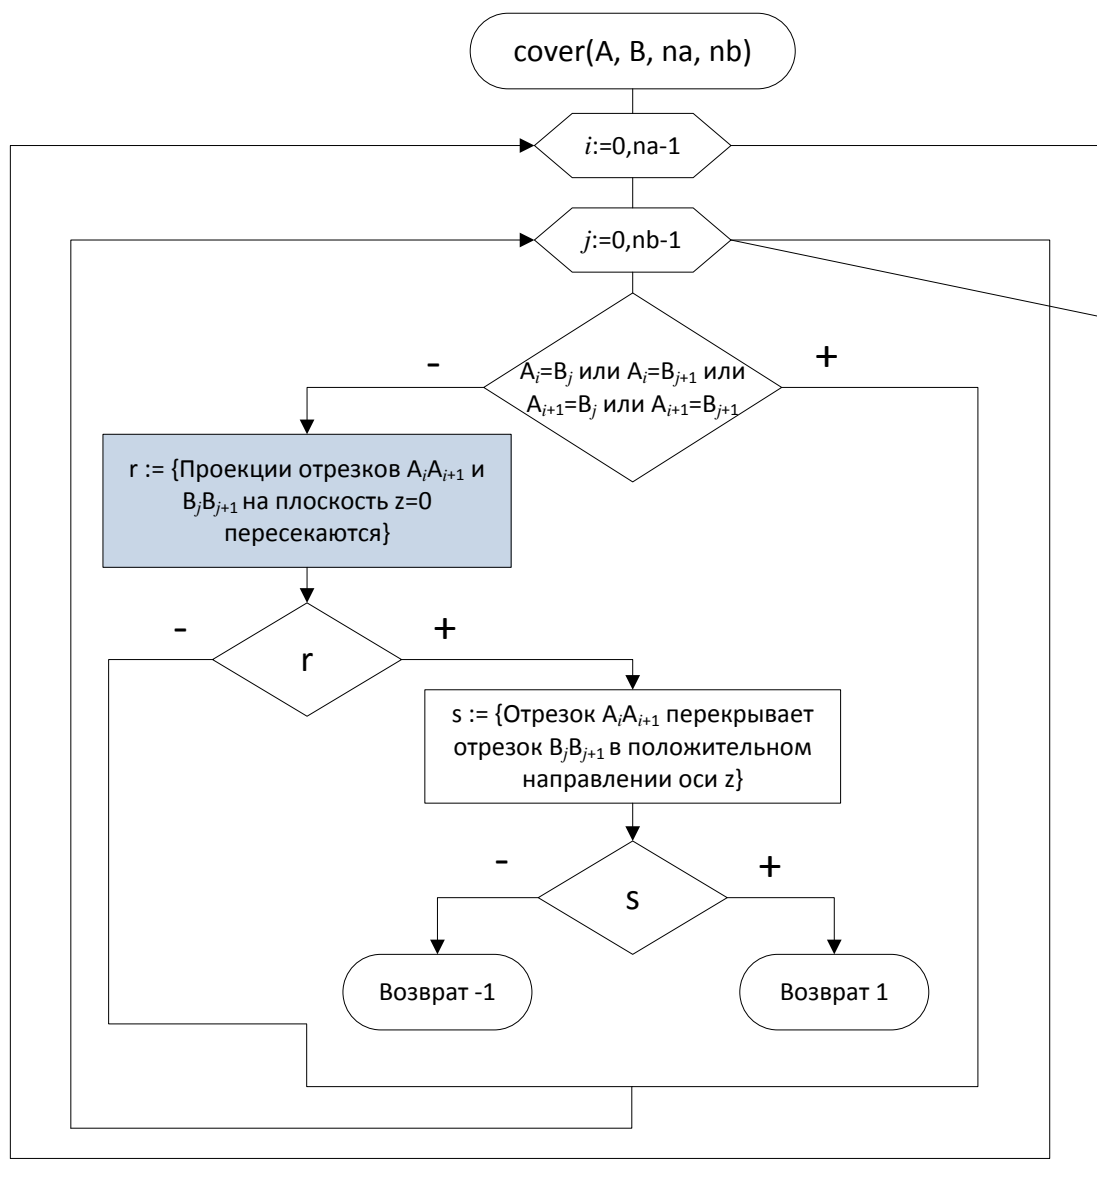 cover(A, B, na, nb)
i:=0,na-1
j:=0,nb-1
- +
Ai=Bj или Ai=Bj+1 или
Ai+1=Bj или Ai+1=Bj+1
r := {Проекции отрезков AiAi+1 и
BjBj+1 на плоскость z=0
пересекаются}
- +
r
s := {Отрезок AiAi+1 перекрывает
отрезок BjBj+1 в положительном
направлении оси z}
- +
s
Возврат -1
Возврат 1